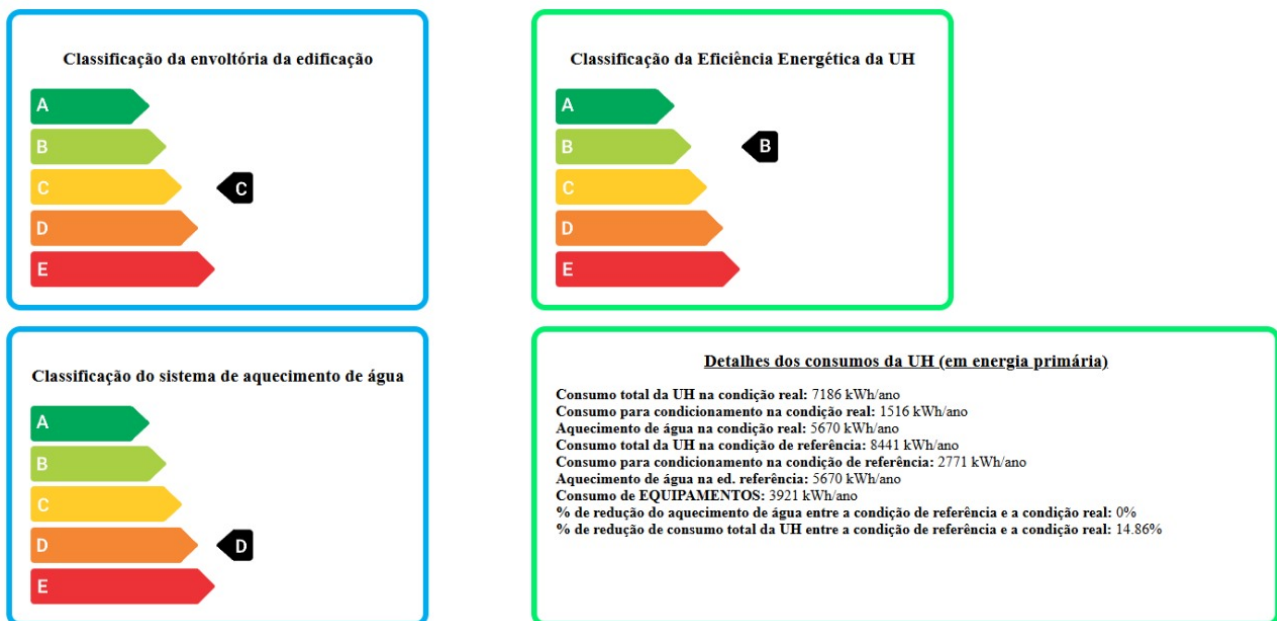 Classificação da envoltória da edificação
A
B
C
C
D
E
Classificação da Eficiência Energética da UH
A
B
B
C
D
E
Classificação do sistema de aquecimento de água
A
B
C
D
D
E
Detalhes dos consumos da UH (em energia primária)
Consumo total da UH na condição real: 7186 kWh/ano
Consumo para condicionamento na condição real: 1516 kWh/ano
Aquecimento de água na condição real: 5670 kWh/ano
Consumo total da UH na condição de referência: 8441 kWh/ano
Consumo para condicionamento na condição de referência: 2771 kWh/ano
Aquecimento de água na ed. referência: 5670 kWh/ano
Consumo de EQUIPAMENTOS: 3921 kWh/ano
% de redução do aquecimento de água entre a condição de referência e a condição real: 0%
% de redução de consumo total da UH entre a condição de referência e a condição real: 14.86%